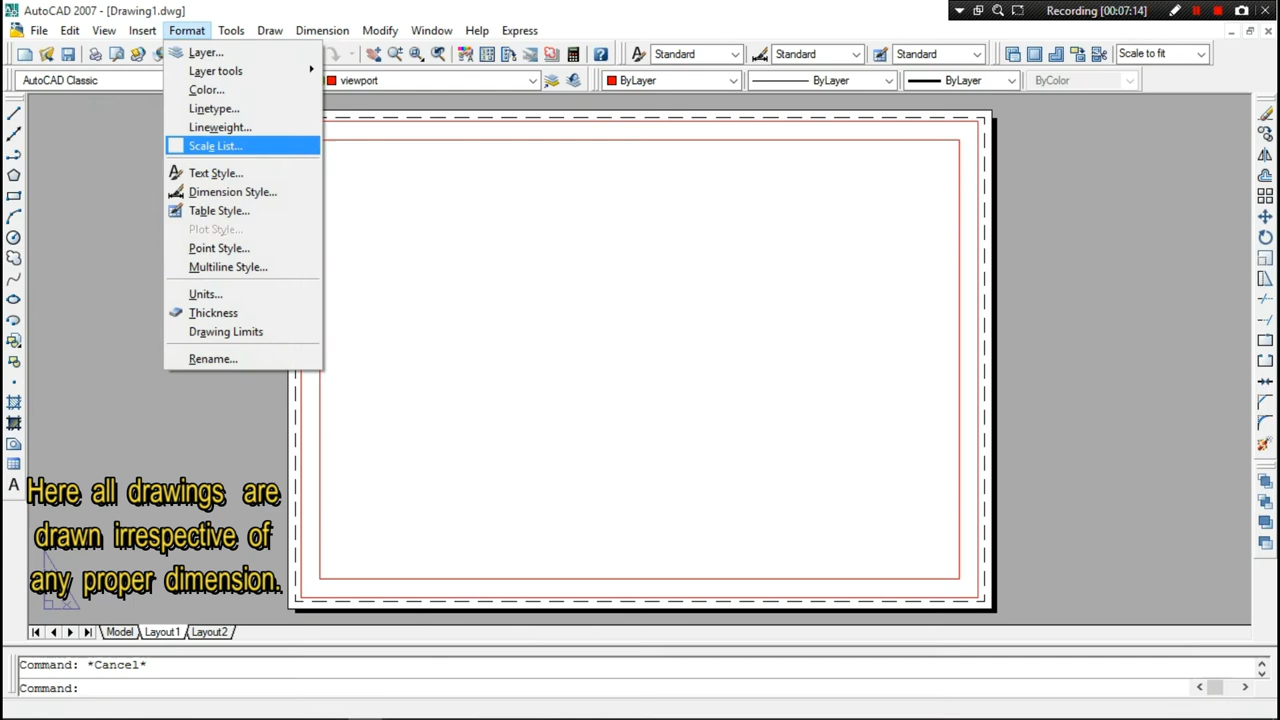 AutoCAD 2007 - [Drawing1.dwg]
Recording [00:07:14]
File Edit View Insert Format Tools Draw Dimension Modify Window Help Express
Standard Standard Standard Scale to fit
AutoCAD Classic viewport ByLayer ByLayer ByLayer ByColor
Layer...
Layer tools
Color...
Linetype...
Lineweight...
Scale List...
Text Style...
Dimension Style...
Table Style...
Plot Style...
Point Style...
Multiline Style...
Units...
Thickness
Drawing Limits
Rename...
A
Here all drawings are
drawn irrespective of
any proper dimension.
Model Layout1 Layout2
Command: *Cancel*
Command: